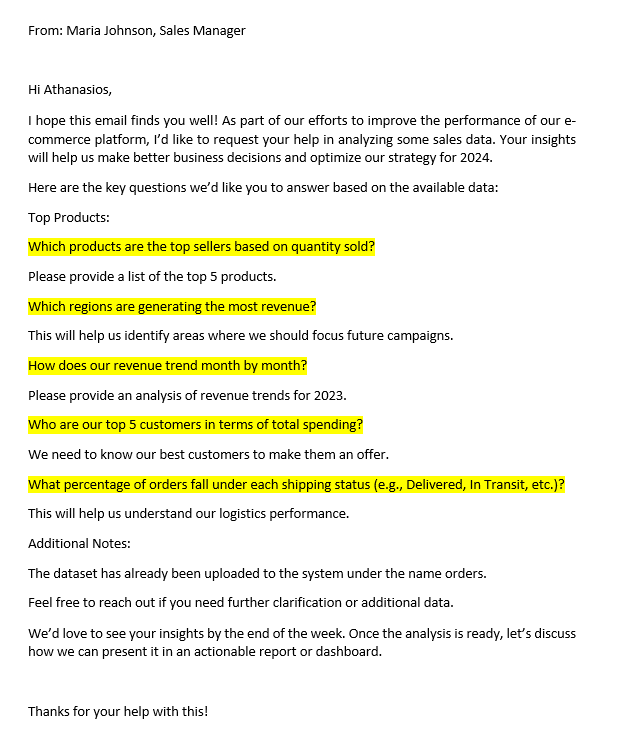 From: Maria Johnson, Sales Manager
Hi Athanasios,
I hope this email finds you well! As part of our efforts to improve the performance of our e-
commerce platform, I’d like to request your help in analyzing some sales data. Your insights
will help us make better business decisions and optimize our strategy for 2024.
Here are the key questions we’d like you to answer based on the available data:
Top Products:
Which products are the top sellers based on quantity sold?
Please provide a list of the top 5 products.
Which regions are generating the most revenue?
This will help us identify areas where we should focus future campaigns.
How does our revenue trend month by month?
Please provide an analysis of revenue trends for 2023.
Who are our top 5 customers in terms of total spending?
We need to know our best customers to make them an offer.
What percentage of orders fall under each shipping status (e.g., Delivered, In Transit, etc.)?
This will help us understand our logistics performance.
Additional Notes:
The dataset has already been uploaded to the system under the name orders.
Feel free to reach out if you need further clarification or additional data.
We’d love to see your insights by the end of the week. Once the analysis is ready, let’s discuss
how we can present it in an actionable report or dashboard.
Thanks for your help with this!